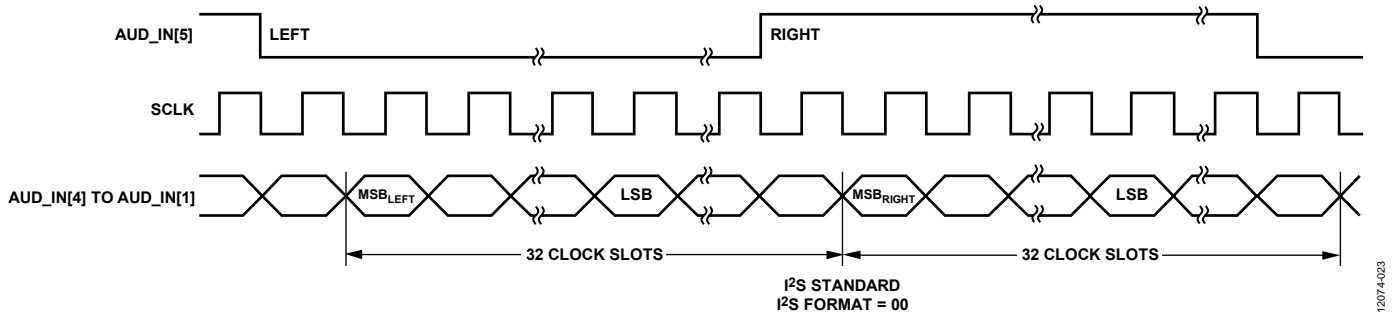 AUD_IN[5]
LEFT
RIGHT
SCLK
AUD_IN[4] TO AUD_IN[1]
MSBLEFT
LSB
MSBRIGHT
LSB
32 CLOCK SLOTS
32 CLOCK SLOTS
I2S STANDARD
I2S FORMAT = 00
12074-023